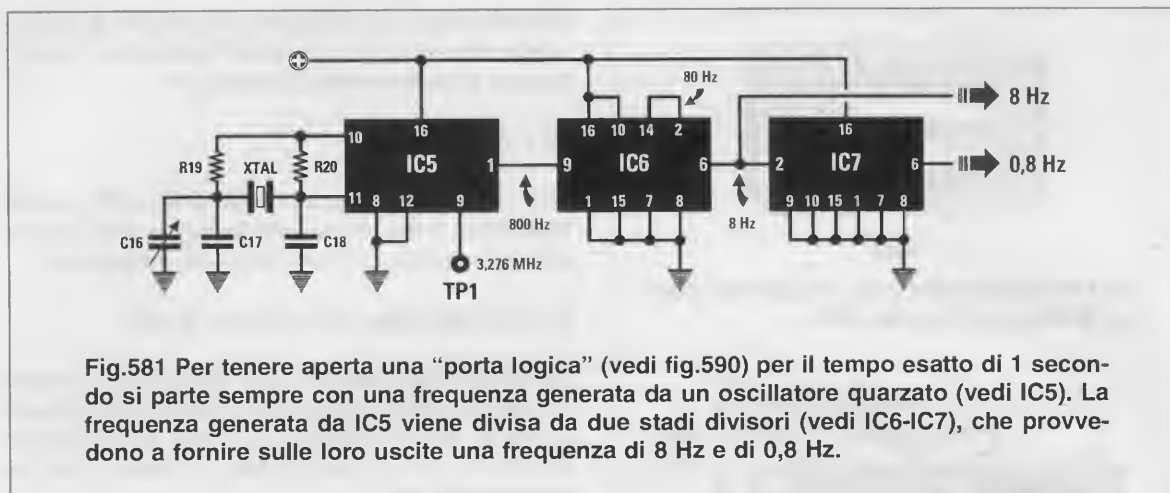 80 Hz
8 Hz
16
16 10 14 2
16
0,8 Hz
10
R19 XTAL R20
IC5
1
9
IC6
6
2
IC7
6
11
8 12 9
800 Hz
1 15 7 8
8 Hz
9 10 15 1 7 8
C16 C17 C18
3,276 MHz
TP1
Fig.581 Per tenere aperta una “porta logica” (vedi fig.590) per il tempo esatto di 1 secon-
do si parte sempre con una frequenza generata da un oscillatore quarzato (vedi IC5). La
frequenza generata da IC5 viene divisa da due stadi divisori (vedi IC6-IC7), che provve-
dono a fornire sulle loro uscite una frequenza di 8 Hz e di 0,8 Hz.